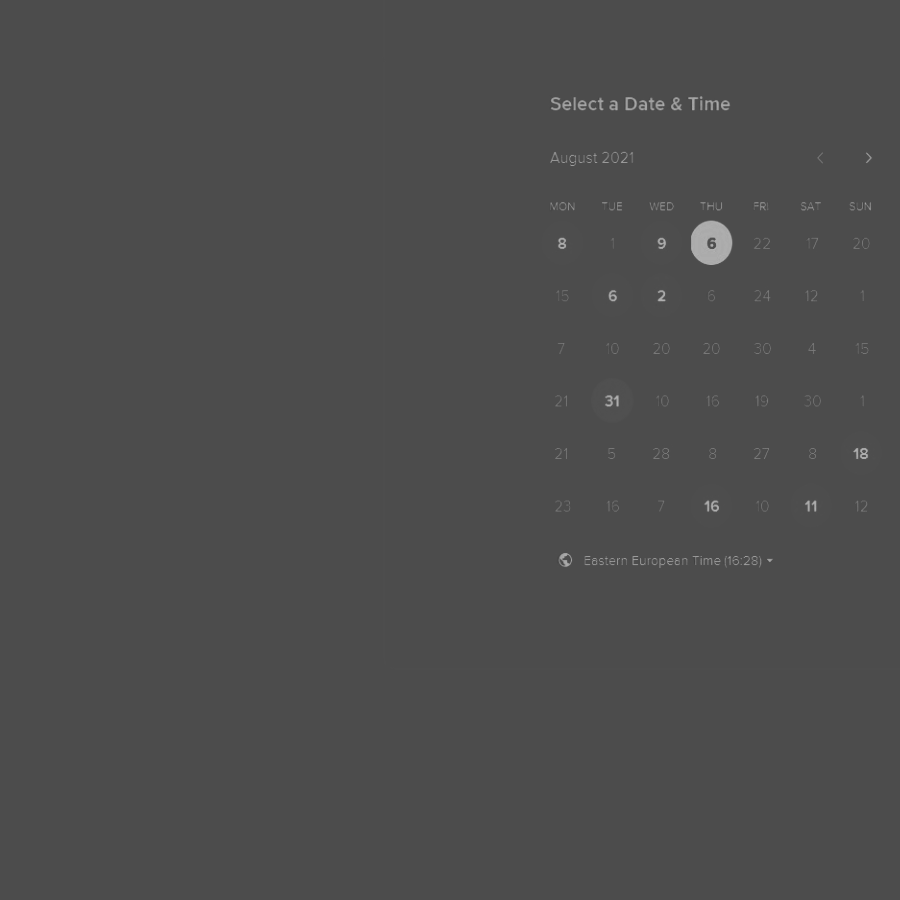 Select a Date & Time
August 2021
MON TUE WED THU FRI SAT SUN
8 1 9 6 22 17 20
15 6 2 6 24 12 1
7 10 20 20 30 4 15
21 31 10 16 19 30 1
21 5 28 8 27 8 18
23 16 7 16 10 11 12
Eastern European Time (16:28)